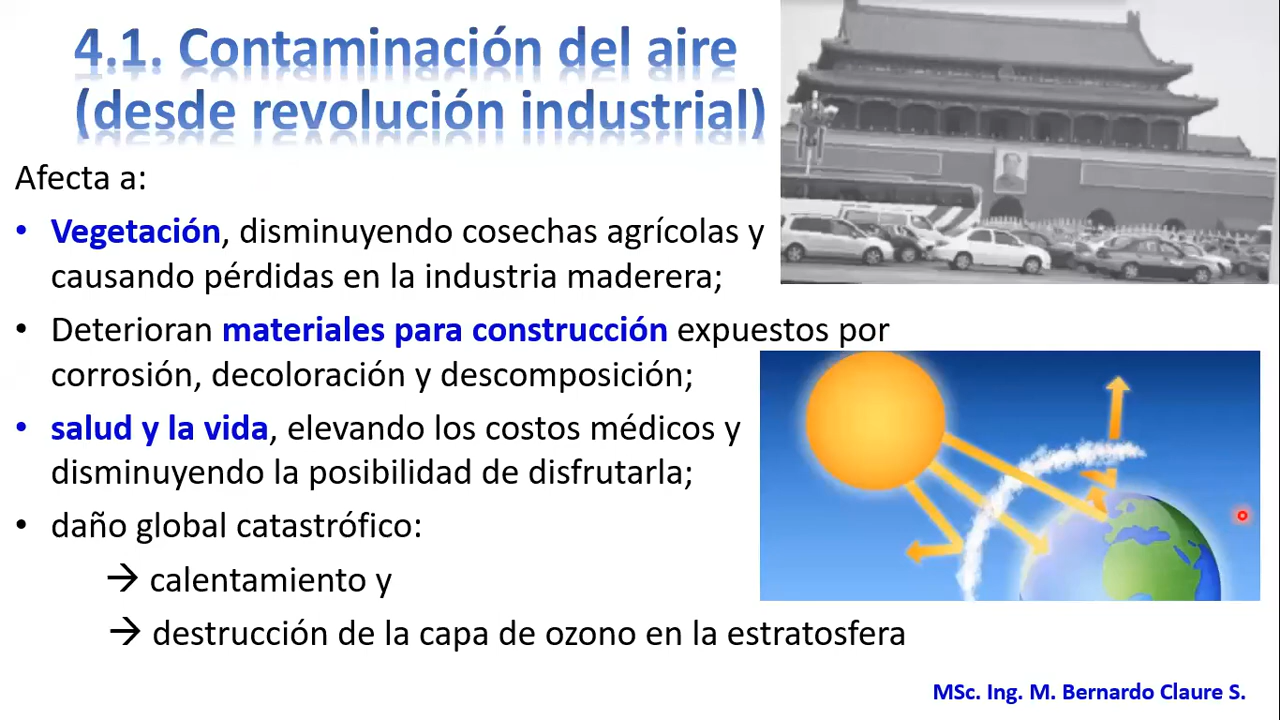 4.1. Contaminación del aire
(desde revolución industrial)
Afecta a:
• Vegetación, disminuyendo cosechas agrícolas y
causando pérdidas en la industria maderera;
• Deterioran materiales para construcción expuestos por
corrosión, decoloración y descomposición;
• salud y la vida, elevando los costos médicos y
disminuyendo la posibilidad de disfrutarla;
• daño global catastrófico:
→ calentamiento y
→ destrucción de la capa de ozono en la estratosfera
MSc. Ing. M. Bernardo Claure S.